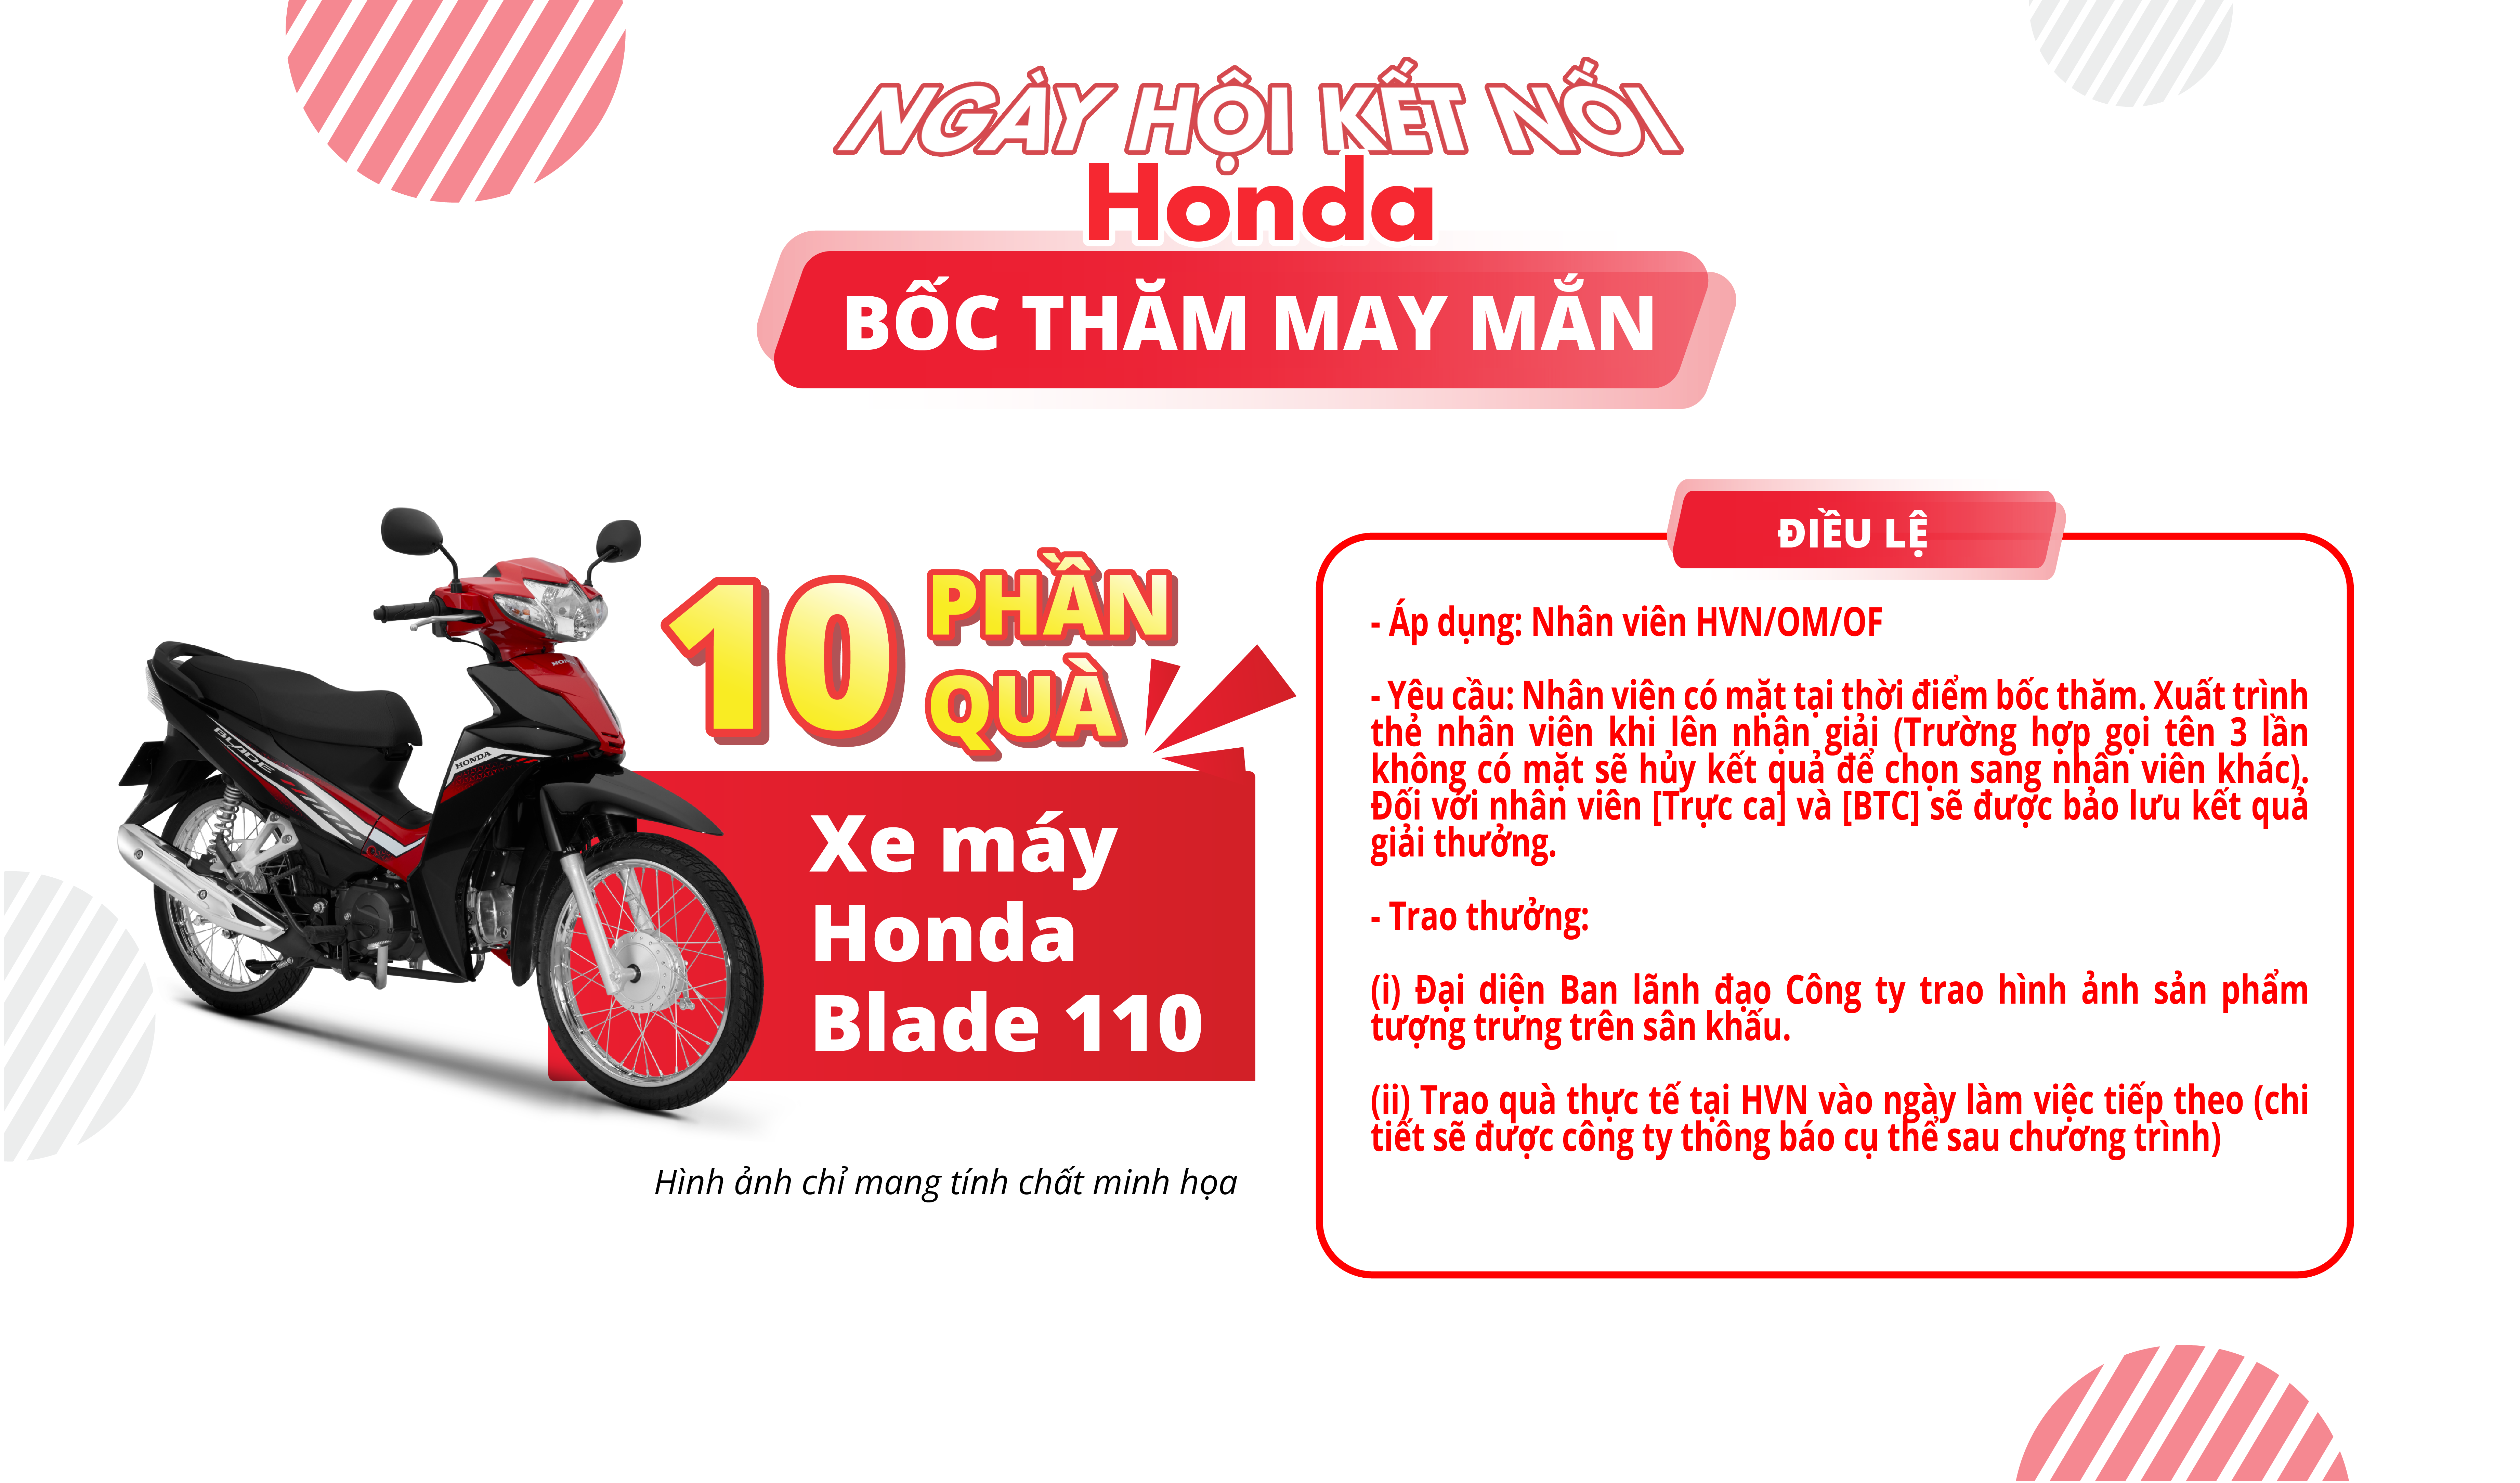 NGÀY HỘI KẾT NỐI
Honda
BỐC THĂM MAY MẮN
10 PHẦN
QUÀ
Xe máy
Honda
Blade 110
HONDA
BLADE
Hình ảnh chỉ mang tính chất minh họa
ĐIỀU LỆ
- Áp dụng: Nhân viên HVN/OM/OF
- Yêu cầu: Nhân viên có mặt tại thời điểm bốc thăm. Xuất trình
thẻ nhân viên khi lên nhận giải (Trường hợp gọi tên 3 lần
không có mặt sẽ hủy kết quả để chọn sang nhân viên khác).
Đối với nhân viên [Trực ca] và [BTC] sẽ được bảo lưu kết quả
giải thưởng.
- Trao thưởng:
(i) Đại diện Ban lãnh đạo Công ty trao hình ảnh sản phẩm
tượng trưng trên sân khấu.
(ii) Trao quà thực tế tại HVN vào ngày làm việc tiếp theo (chi
tiết sẽ được công ty thông báo cụ thể sau chương trình)